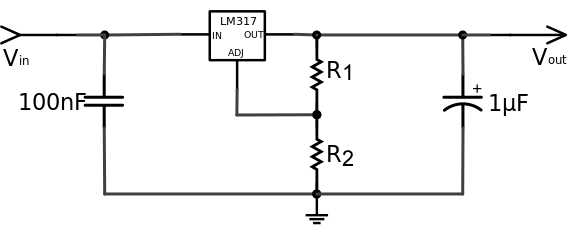 LM317
IN
OUT
ADJ
Vin
Vout
R1
100nF
+
1µF
R2